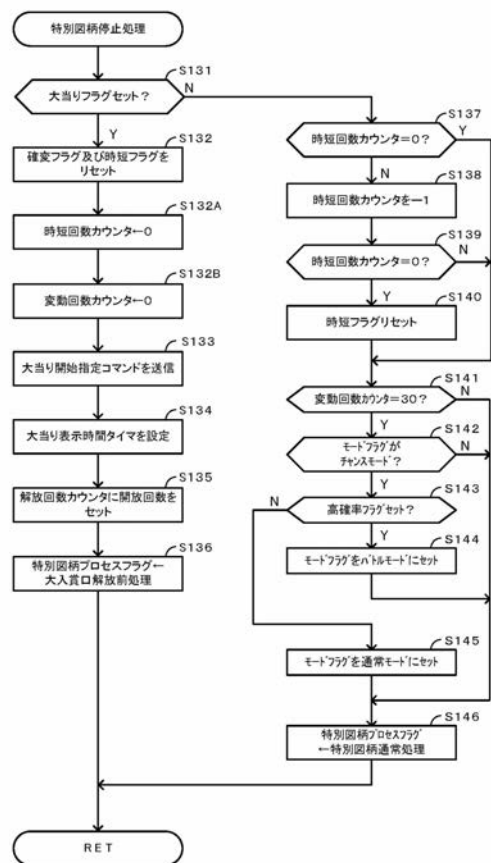 特別図柄停止処理
S131
大当りフラグセット?
N
Y
S132
確変フラグ及び時短フラグを
リセット
S132A
時短回数カウンタ←0
S132B
変動回数カウンタ←0
S133
大当り開始指定コマンドを送信
S134
大当り表示時間タイマを設定
S135
解放回数カウンタに開放回数を
セット
S136
特別図柄プロセスフラグ←
大入賞口解放前処理
S137
時短回数カウンタ=0?
Y
N
S138
時短回数カウンタを-1
S139
時短回数カウンタ=0?
N
Y
S140
時短フラグリセット
S141
変動回数カウンタ=30?
N
Y
S142
モードフラグが
チャンスモード?
N
Y
S143
高確率フラグセット?
N
Y
S144
モードフラグをバトルモードにセット
S145
モードフラグを通常モードにセット
S146
特別図柄プロセスフラグ
←特別図柄通常処理
RET